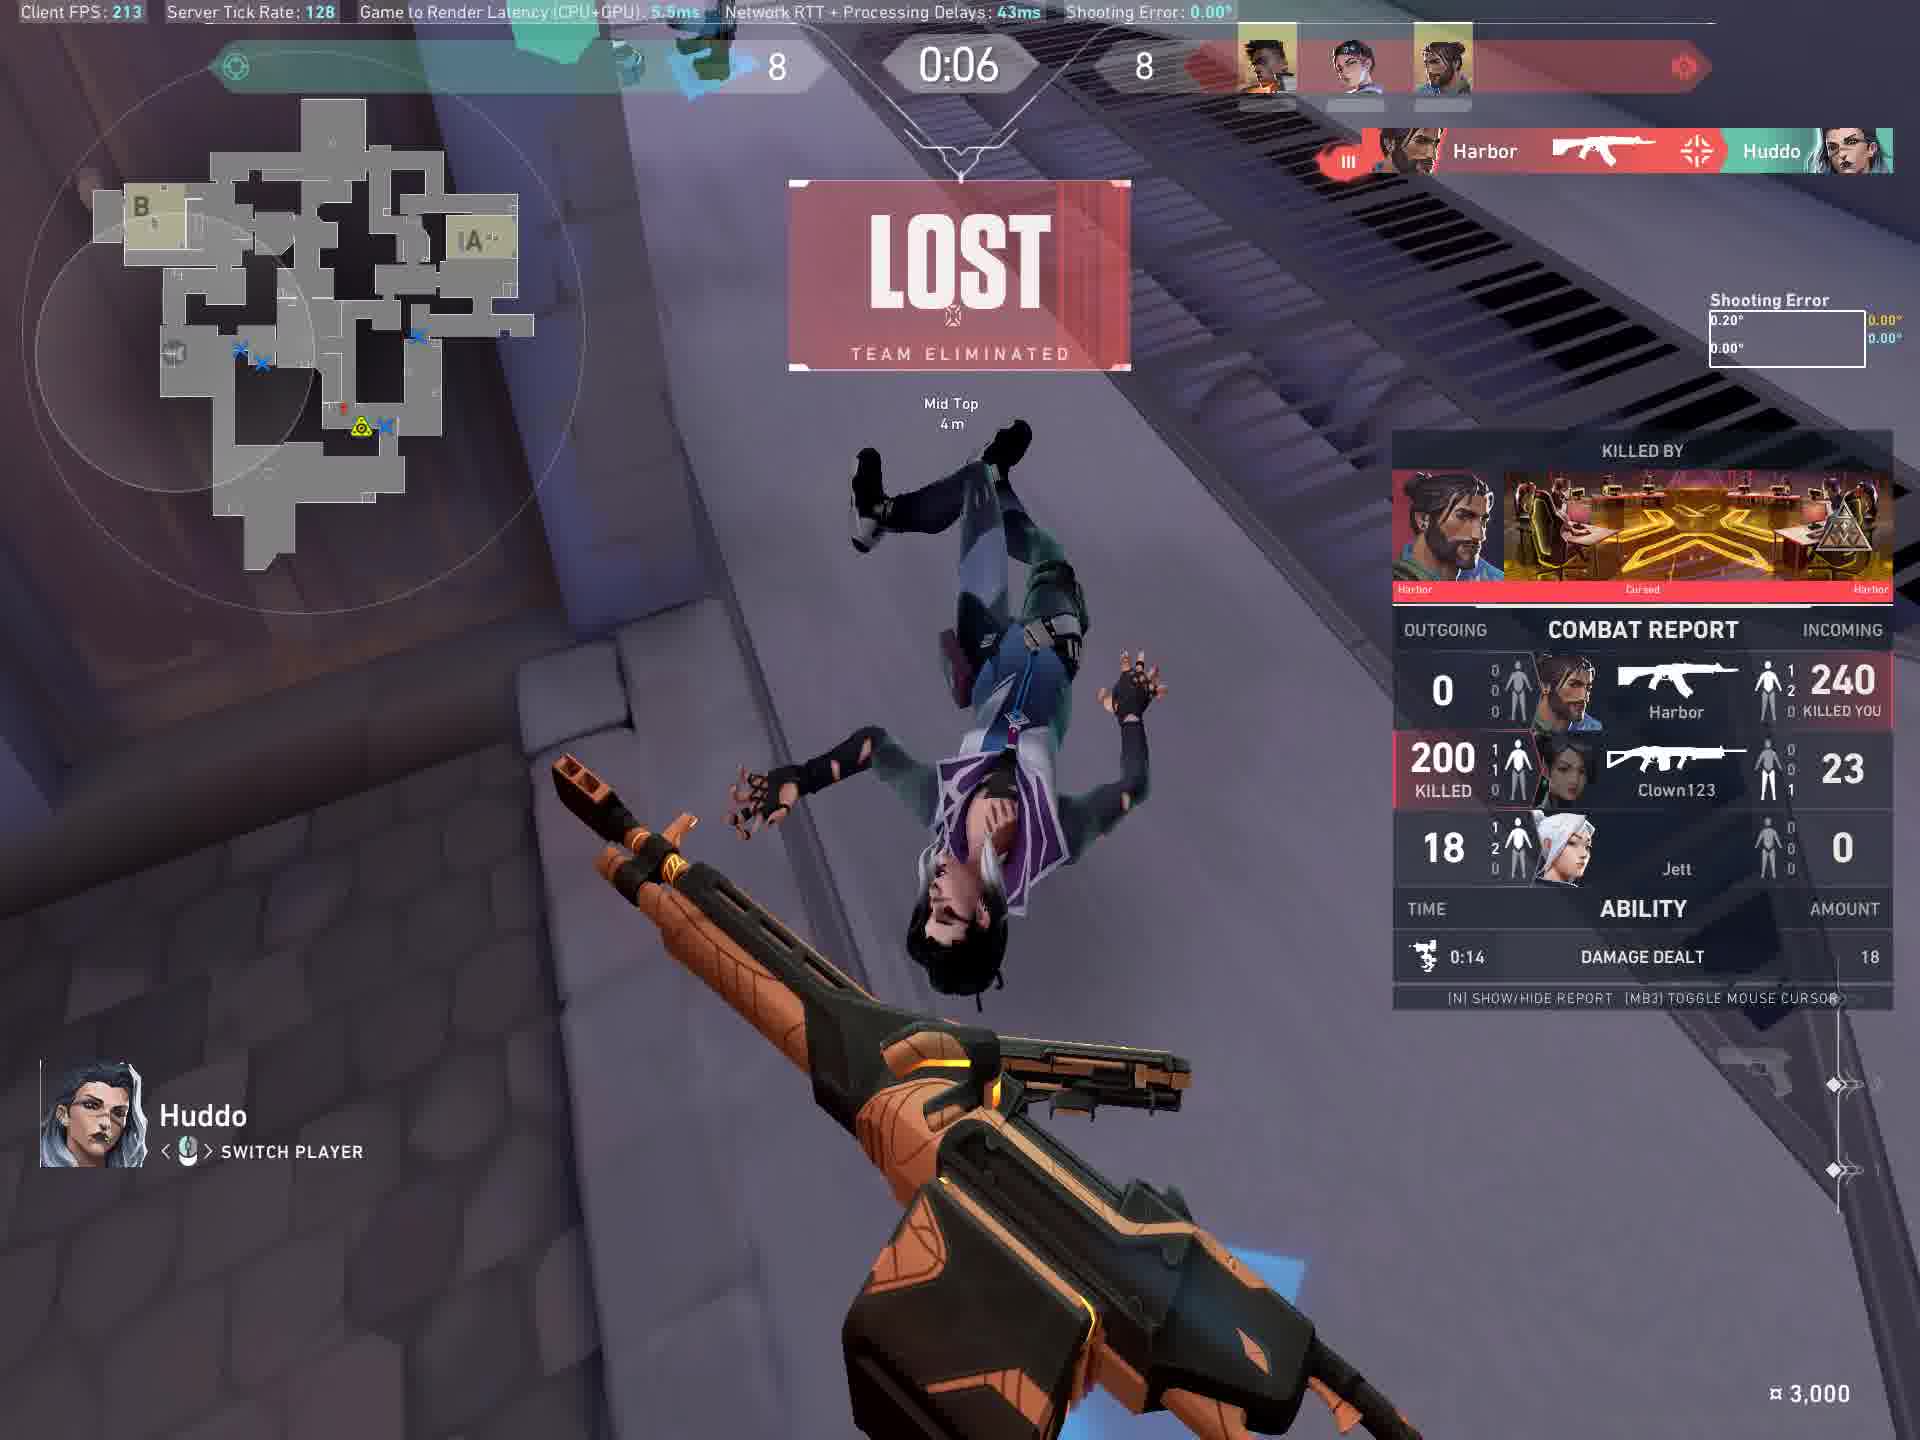 Client FPS: 213 Server Tick Rate: 128 Game to Render Latency (CPU+GPU): 5.5ms Network RTT + Processing Delays: 43ms Shooting Error: 0.00°
8 0:06 8
Harbor Huddo
B
A
LOST
TEAM ELIMINATED
Mid Top
4m
Shooting Error
0.20° 0.00°
0.00°
0.00°
KILLED BY
Harbor Cursed Harbor
OUTGOING COMBAT REPORT INCOMING
0 0 0 0 Harbor 1 2 0 240 KILLED YOU
200 KILLED 1 1 0 Clown123 0 0 1 23
18 1 2 0 Jett 0 0 0 0
TIME ABILITY AMOUNT
0:14 DAMAGE DEALT 18
[N] SHOW/HIDE REPORT [MB3] TOGGLE MOUSE CURSOR
2
1
Huddo
< > SWITCH PLAYER
¤ 3,000